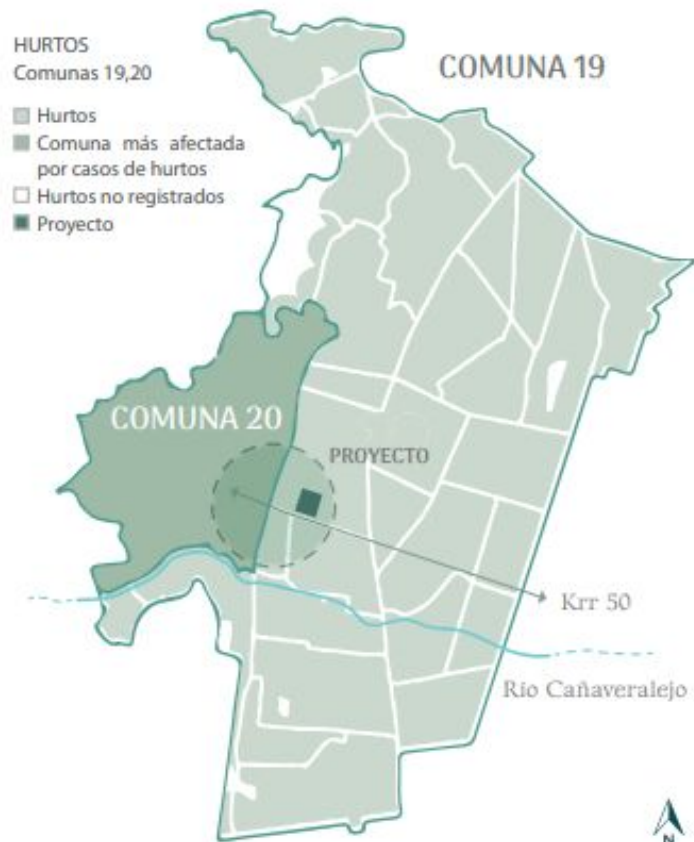 HURTOS
Comunas 19,20
Hurtos
Comuna más afectada
por casos de hurtos
Hurtos no registrados
Proyecto
COMUNA 19
COMUNA 20
PROYECTO
Krr 50
Río Cañaveralejo
N